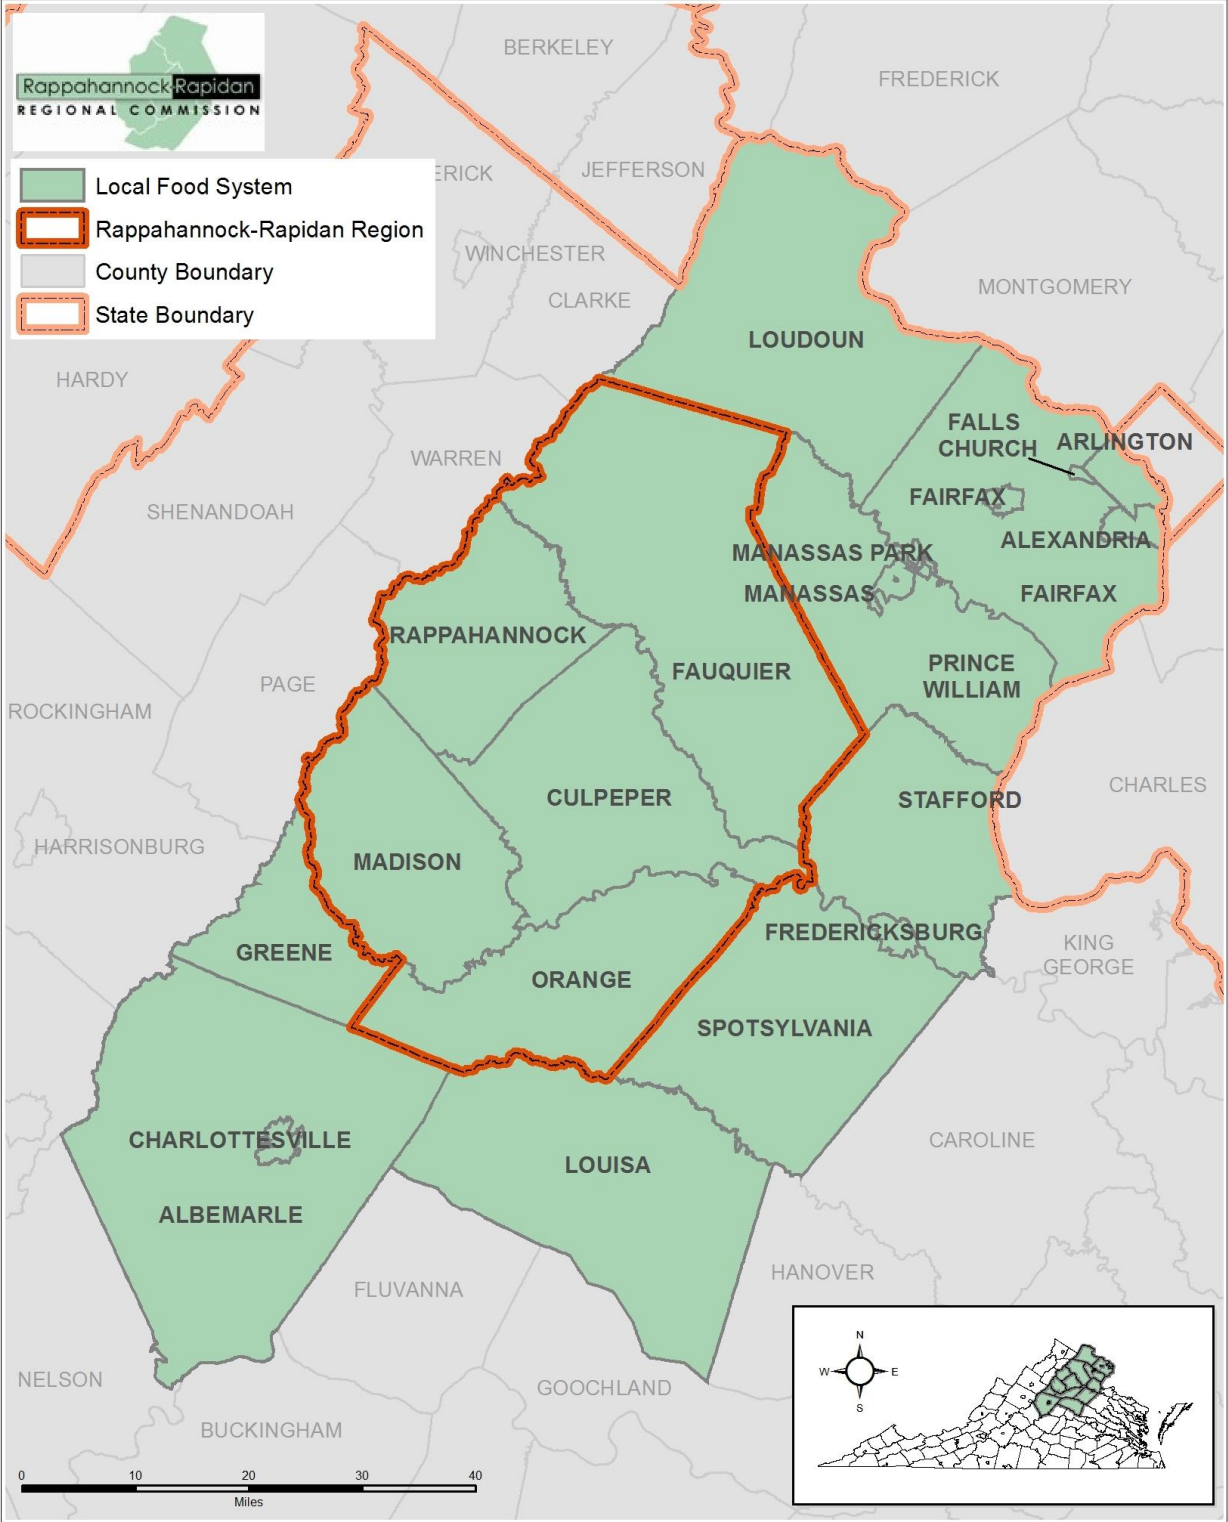 Rappahannock-Rapidan
REGIONAL COMMISSION
Local Food System
Rappahannock-Rapidan Region
County Boundary
State Boundary
BERKELEY
FREDERICK
ERICK
JEFFERSON
WINCHESTER
CLARKE
MONTGOMERY
LOUDOUN
HARDY
FALLS
CHURCH
ARLINGTON
WARREN
FAIRFAX
SHENANDOAH
ALEXANDRIA
MANASSAS PARK
MANASSAS
FAIRFAX
RAPPAHANNOCK
FAUQUIER
PRINCE
WILLIAM
PAGE
ROCKINGHAM
CHARLES
CULPEPER
STAFFORD
HARRISONBURG
MADISON
FREDERICKSBURG
GREENE
KING
GEORGE
ORANGE
SPOTSYLVANIA
CHARLOTTESVILLE
CAROLINE
LOUISA
ALBEMARLE
HANOVER
FLUVANNA
NELSON
GOOCHLAND
BUCKINGHAM
N
W E
S
0 10 20 30 40
Miles